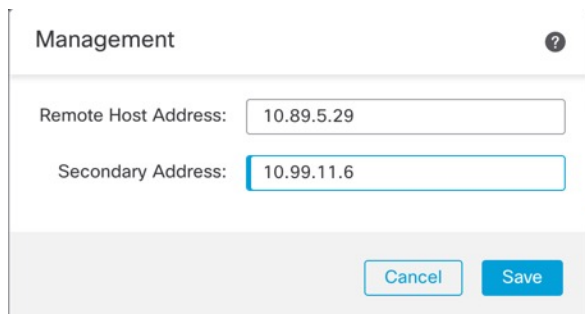 Management
Remote Host Address: 10.89.5.29
Secondary Address: 10.99.11.6
Cancel Save